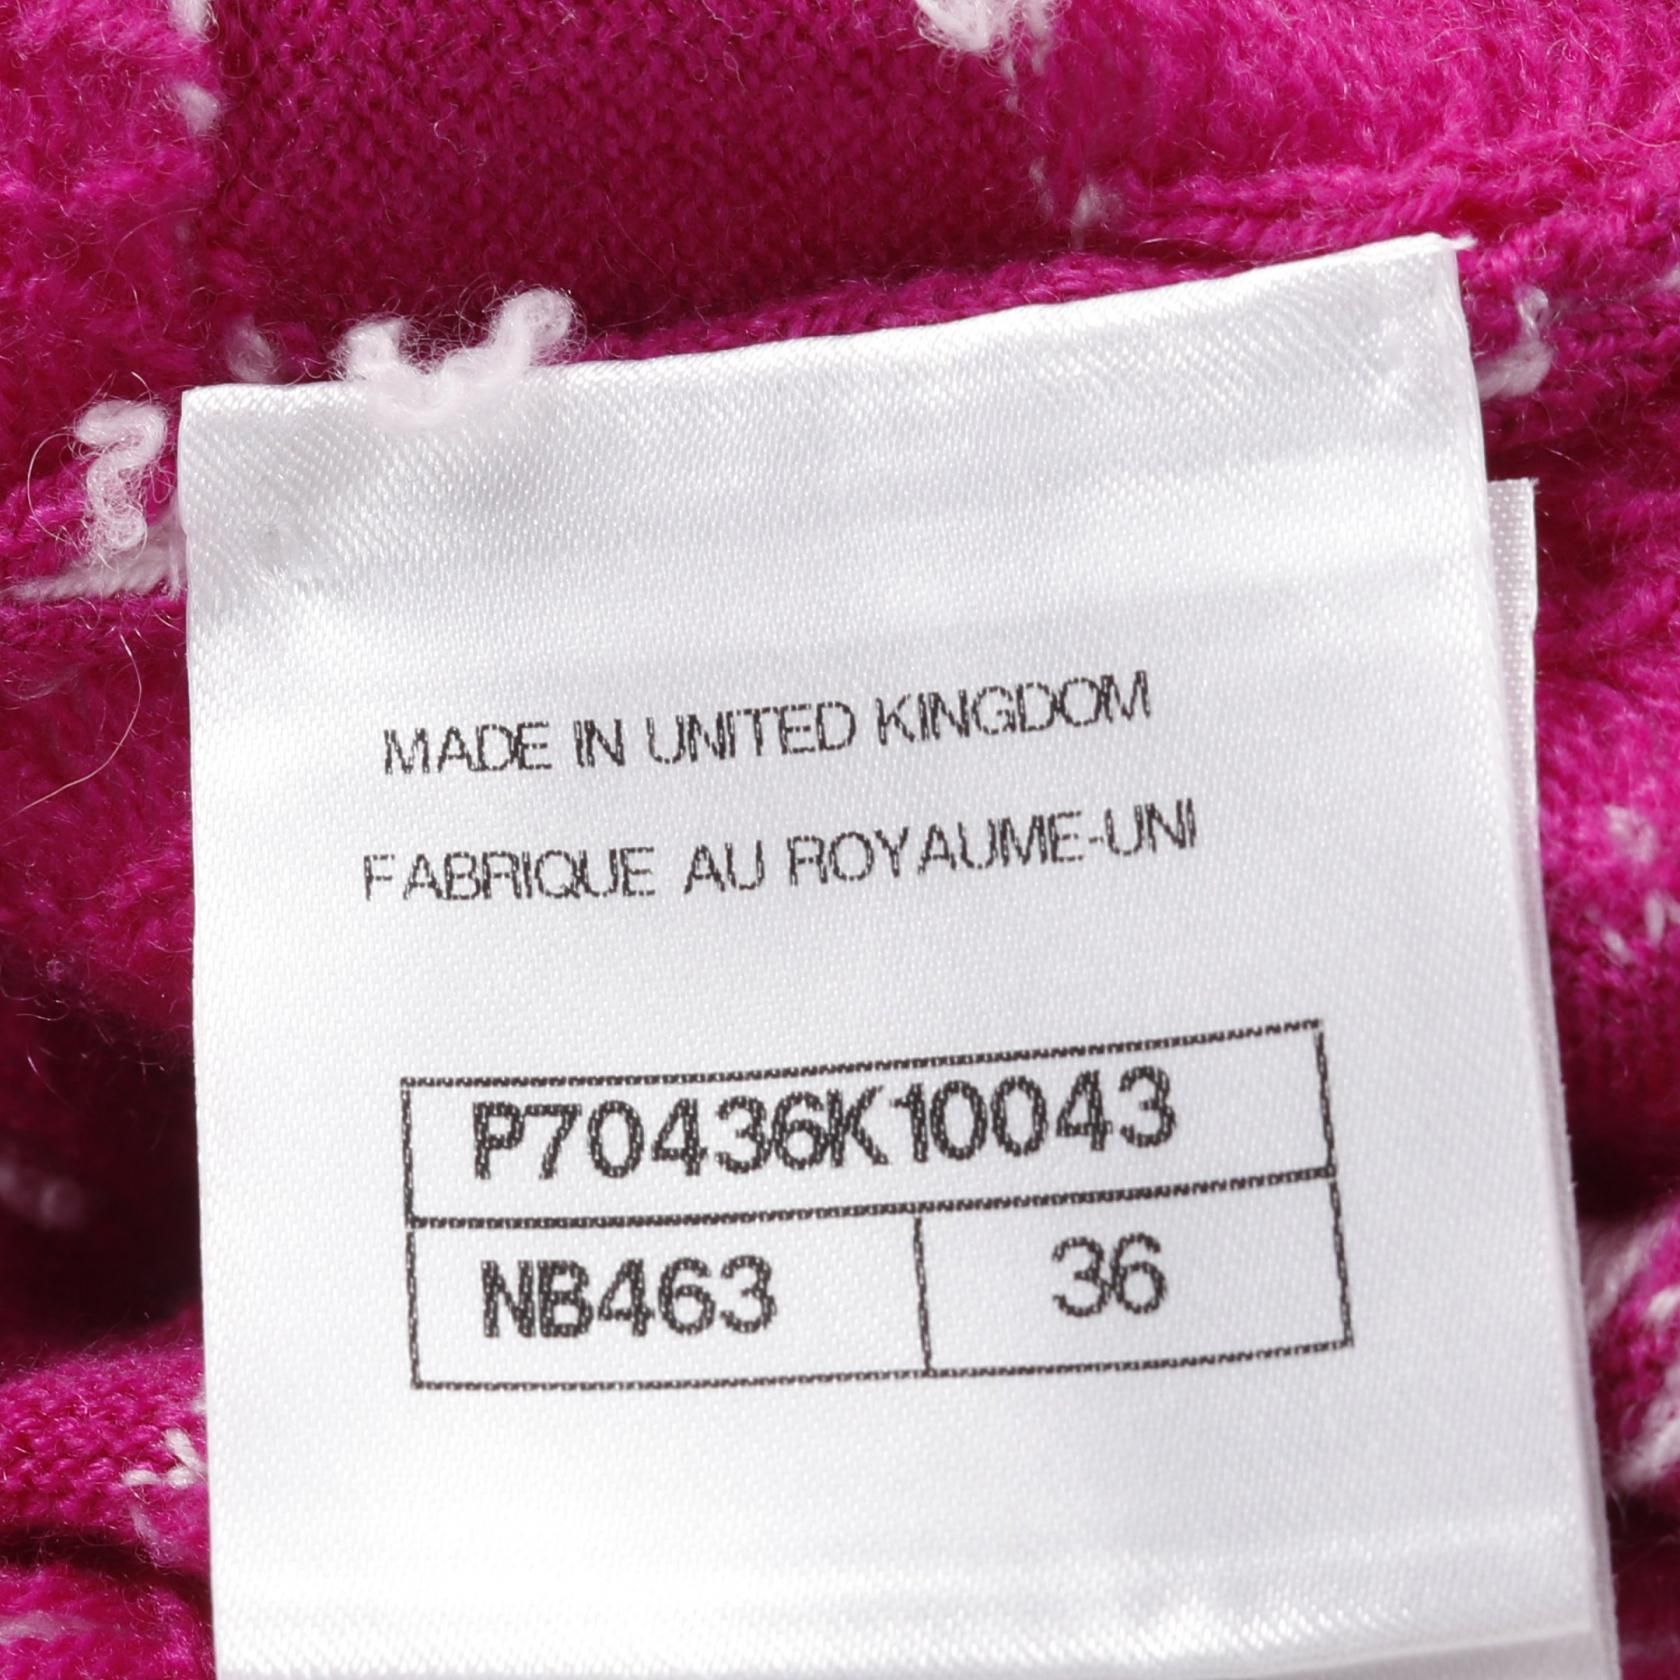 MADE IN UNITED KINGDOM
FABRIQUE AU ROYAUME-UNI
P70436K10043
NB463 36